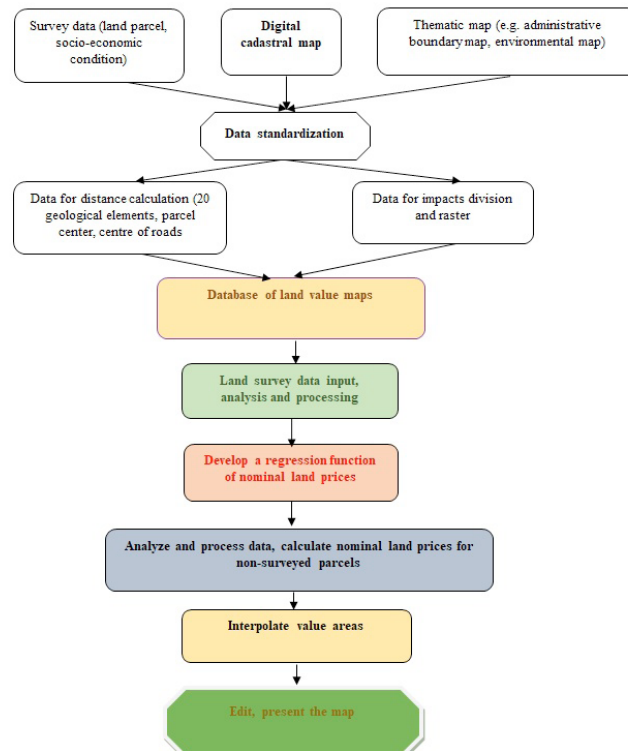 Survey data (land parcel,
socio-economic
condition)
Digital
cadastral map
Thematic map (e.g. administrative
boundary map, environmental map)
Data standardization
Data for distance calculation (20
geological elements, parcel
center, centre of roads
Data for impacts division
and raster
Database of land value maps
Land survey data input,
analysis and processing
Develop a regression function
of nominal land prices
Analyze and process data, calculate nominal land prices for
non-surveyed parcels
Interpolate value areas
Edit, present the map